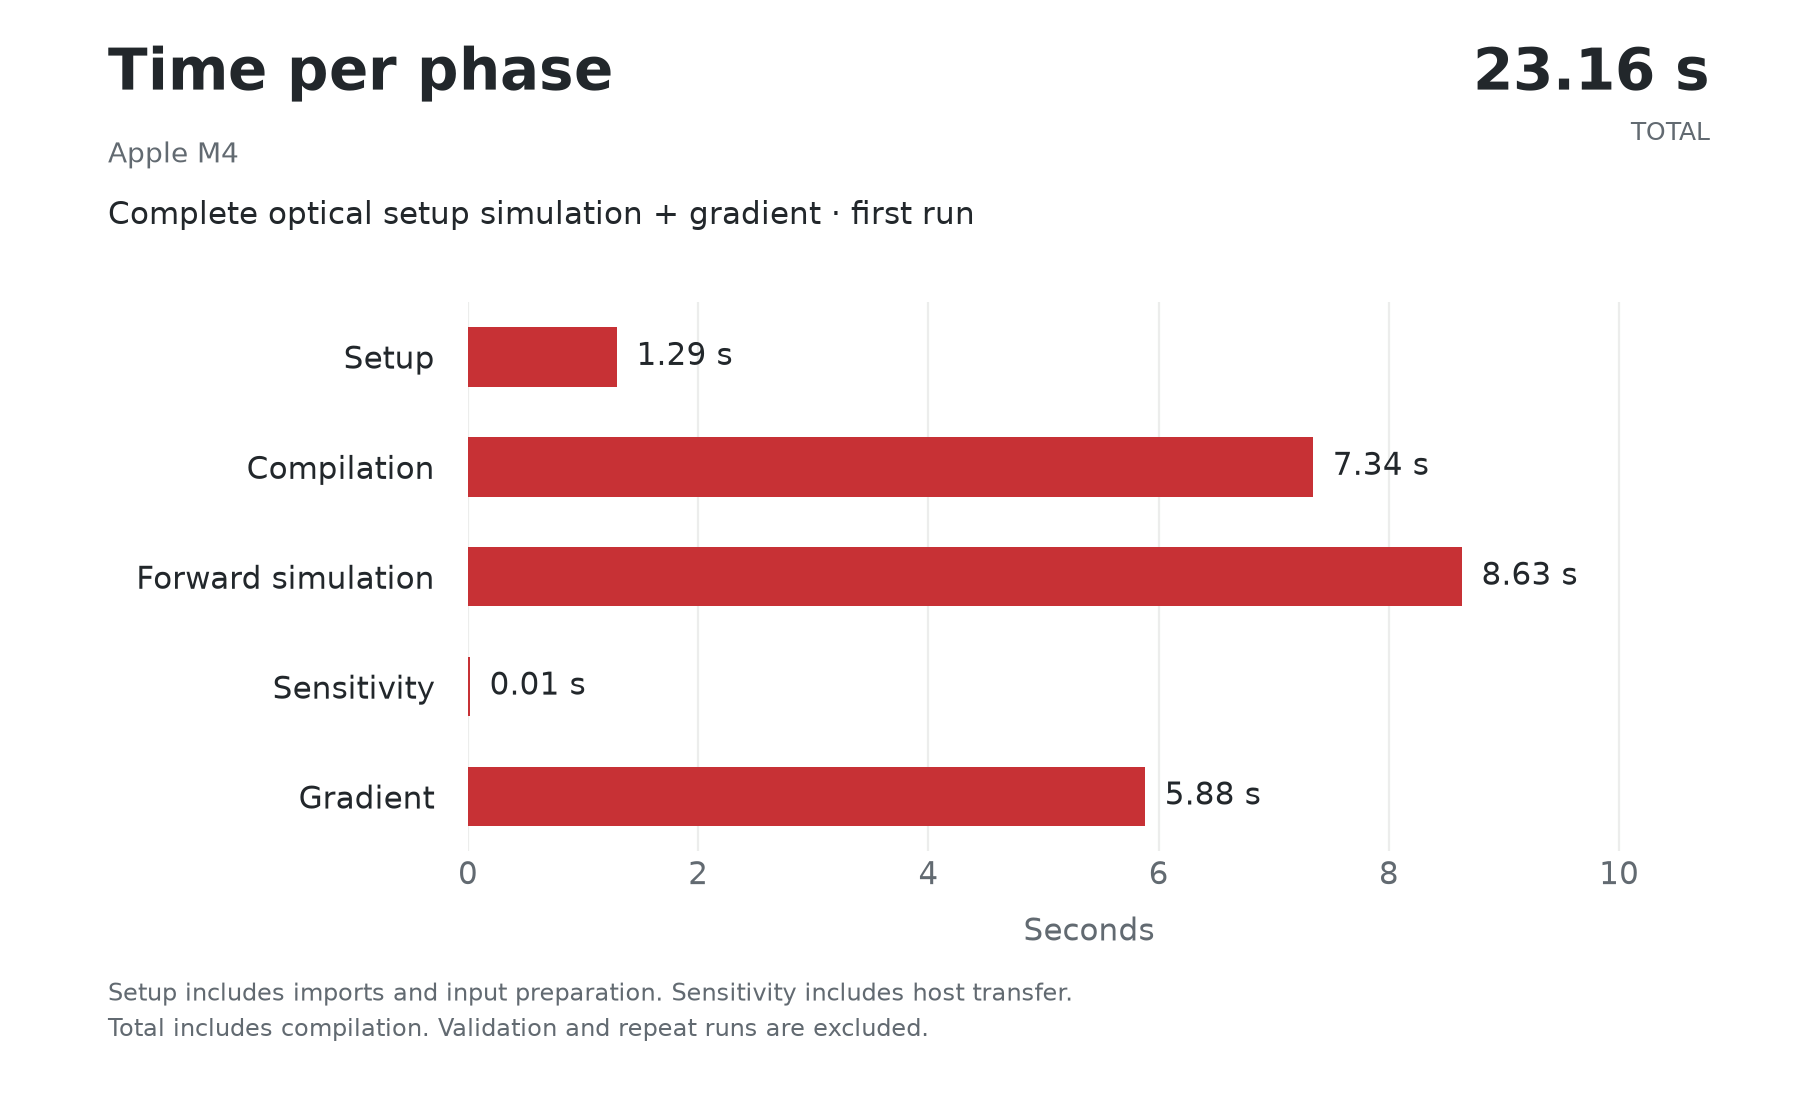 Time per phase
23.16 s
TOTAL
Apple M4
Complete optical setup simulation + gradient · first run
Setup
1.29 s
Compilation
7.34 s
Forward simulation
8.63 s
Sensitivity
0.01 s
Gradient
5.88 s
0 2 4 6 8 10
Seconds
Setup includes imports and input preparation. Sensitivity includes host transfer.
Total includes compilation. Validation and repeat runs are excluded.